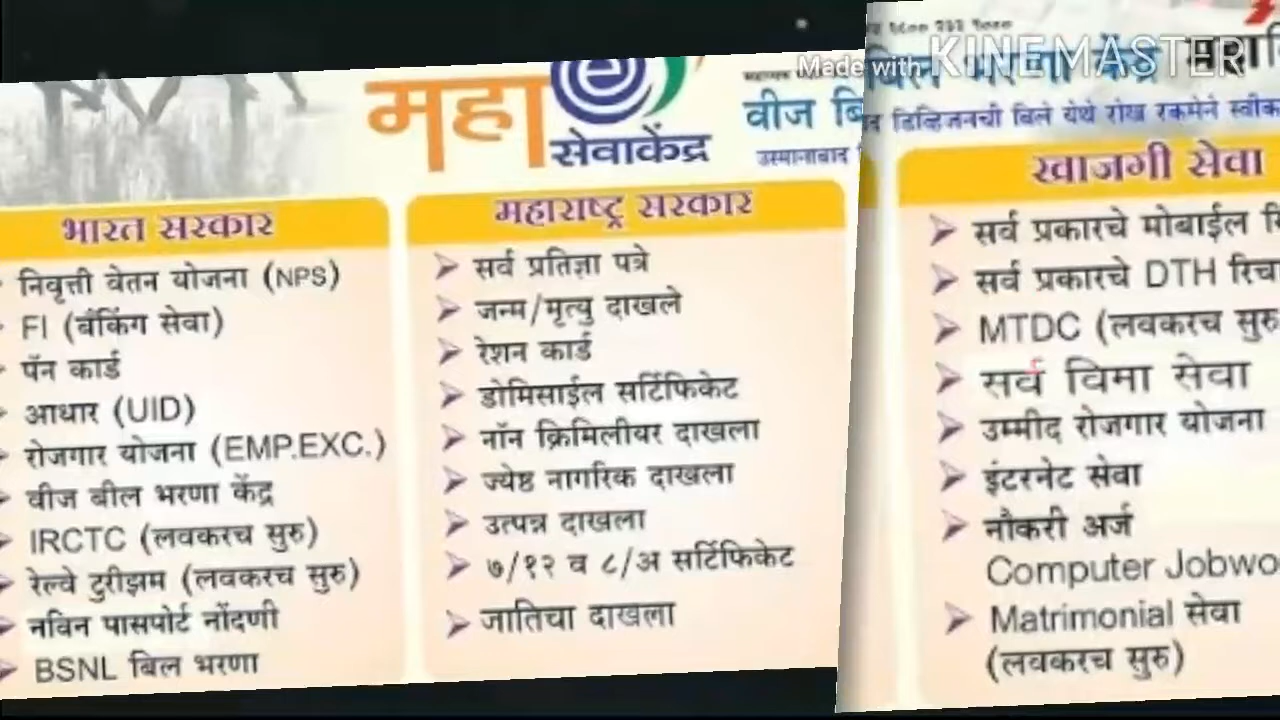 Made with KINEMASTER
महा e
सेवाकेंद्र
वीज बि
उस्मानाबाद
बिल भरणा केंद्र
डिव्हिजनची बिले येथे रोख रकमेने स्वीका
भारत सरकार
निवृत्ती वेतन योजना (NPS)
FI (बँकिंग सेवा)
पॅन कार्ड
आधार (UID)
रोजगार योजना (EMP.EXC.)
वीज बील भरणा केंद्र
IRCTC (लवकरच सुरु)
रेल्वे टुरीझम (लवकरच सुरु)
नविन पासपोर्ट नोंदणी
BSNL बिल भरणा
महाराष्ट्र सरकार
सर्व प्रतिज्ञा पत्रे
जन्म/मृत्यु दाखले
रेशन कार्ड
डोमिसाईल सर्टिफिकेट
नॉन क्रिमिलीयर दाखला
ज्येष्ठ नागरिक दाखला
उत्पन्न दाखला
७/१२ व ८/अ सर्टिफिकेट
जातिचा दाखला
खाजगी सेवा
सर्व प्रकारचे मोबाईल रि
सर्व प्रकारचे DTH रिचा
MTDC (लवकरच सुरु
सर्व विमा सेवा
उम्मीद रोजगार योजना
इंटरनेट सेवा
नौकरी अर्ज
Computer Jobwo
Matrimonial सेवा
(लवकरच सुरु)